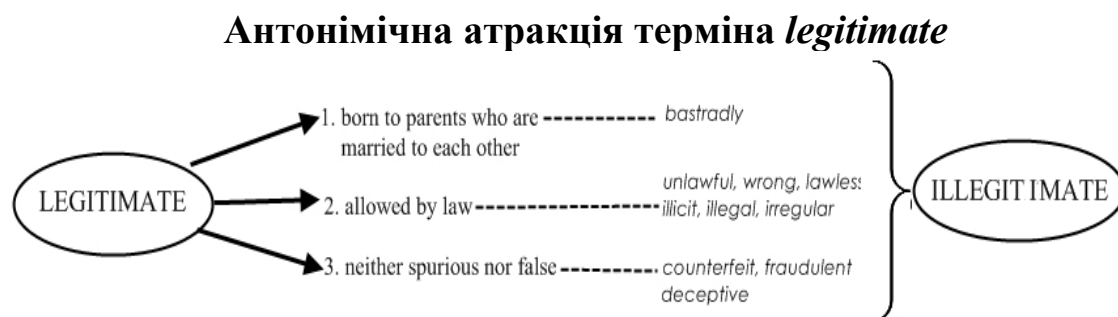 Антонімічна атракція терміна legitimate
LEGITIMATE
1. born to parents who are
married to each other
bastradly
2. allowed by law
unlawful, wrong, lawless
illicit, illegal, irregular
3. neither spurious nor false
counterfeit, fraudulent
deceptive
ILLEGIT IMATE